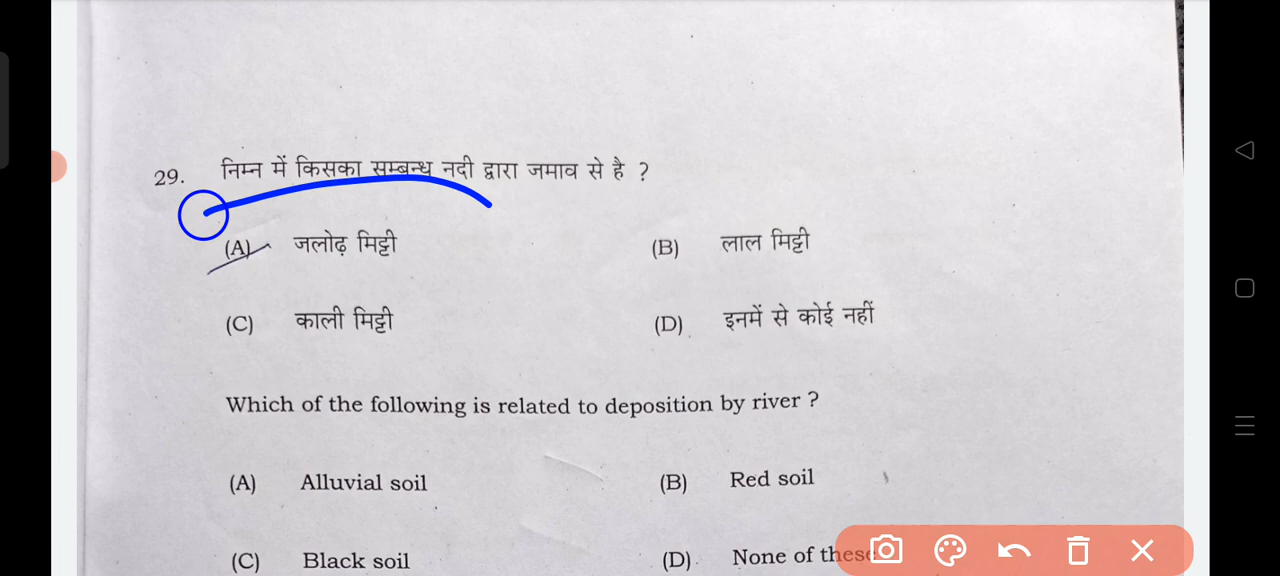 29. निम्न में किसका सम्बन्ध नदी द्वारा जमाव से है ?
(A) जलोढ़ मिट्टी (B) लाल मिट्टी
(C) काली मिट्टी (D) इनमें से कोई नहीं
Which of the following is related to deposition by river ?
(A) Alluvial soil (B) Red soil
(C) Black soil (D) None of these